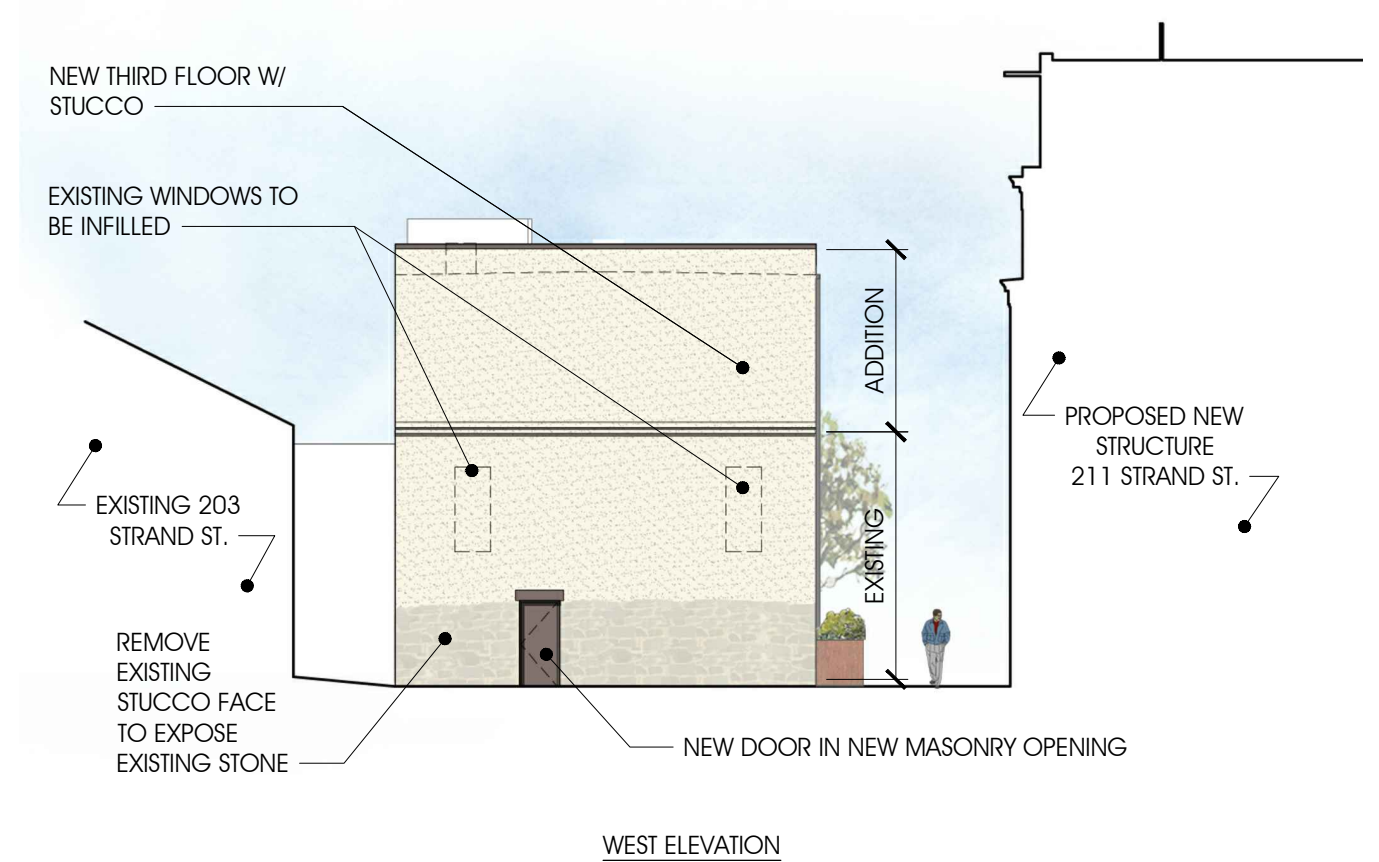 NEW THIRD FLOOR W/
STUCCO
EXISTING WINDOWS TO
BE INFILLED
ADDITION
EXISTING
PROPOSED NEW
STRUCTURE
211 STRAND ST.
EXISTING 203
STRAND ST.
REMOVE
EXISTING
STUCCO FACE
TO EXPOSE
EXISTING STONE
NEW DOOR IN NEW MASONRY OPENING
WEST ELEVATION